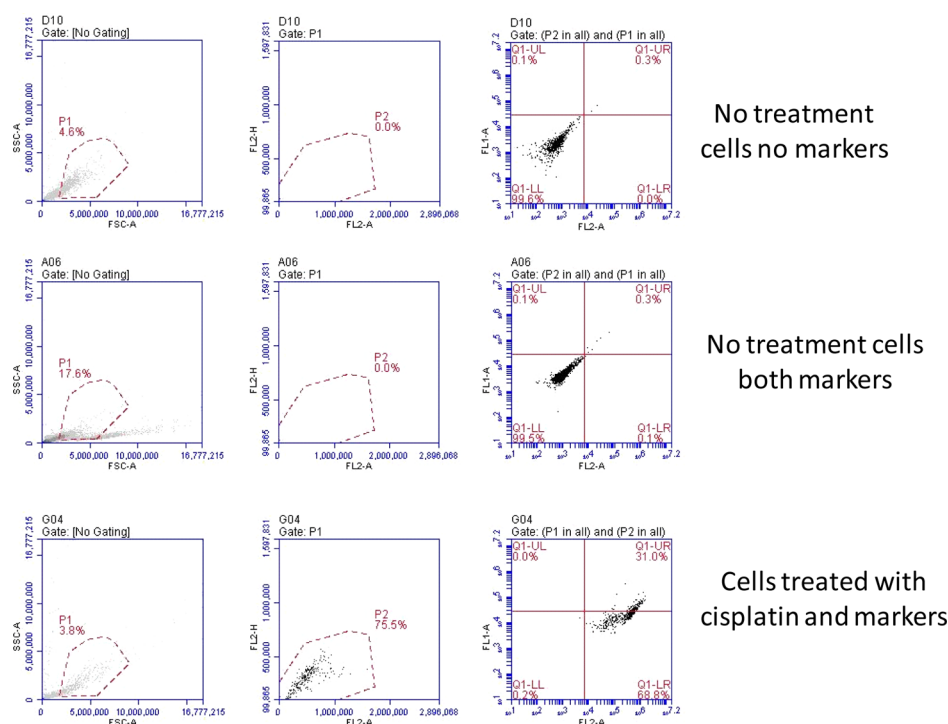 D10
Gate: [No Gating]
16,777,215
10,000,000
5,000,000
0
SSC-A
P1
4.6%
0
5,000,000
10,000,000
16,777,215
FSC-A
D10
Gate: P1
1,597,831
1,000,000
500,000
99,865
FL2-H
P2
0.0%
1,000,000
2,000,000
2,896,068
FL2-A
D10
Gate: (P2 in all) and (P1 in all)
Q1-UL
0.1%
Q1-UR
0.3%
Q1-LL
99.6%
Q1-LR
0.0%
FL1-A
FL2-A
No treatment
cells no markers
A06
Gate: [No Gating]
16,777,215
10,000,000
5,000,000
0
SSC-A
P1
17.6%
0
5,000,000
10,000,000
16,777,215
FSC-A
A06
Gate: P1
1,597,831
1,000,000
500,000
99,865
FL2-H
P2
0.0%
1,000,000
2,000,000
2,896,068
FL2-A
A06
Gate: (P2 in all) and (P1 in all)
Q1-UL
0.1%
Q1-UR
0.3%
Q1-LL
99.5%
Q1-LR
0.1%
FL1-A
FL2-A
No treatment cells
both markers
G04
Gate: [No Gating]
16,777,215
10,000,000
5,000,000
0
SSC-A
P1
3.8%
0
5,000,000
10,000,000
16,777,215
FSC-A
G04
Gate: P1
1,597,831
1,000,000
500,000
99,865
FL2-H
P2
75.5%
1,000,000
2,000,000
2,896,068
FL2-A
G04
Gate: (P1 in all) and (P2 in all)
Q1-UL
0.0%
Q1-UR
31.0%
Q1-LL
0.2%
Q1-LR
68.8%
FL1-A
FL2-A
Cells treated with
cisplatin and markers